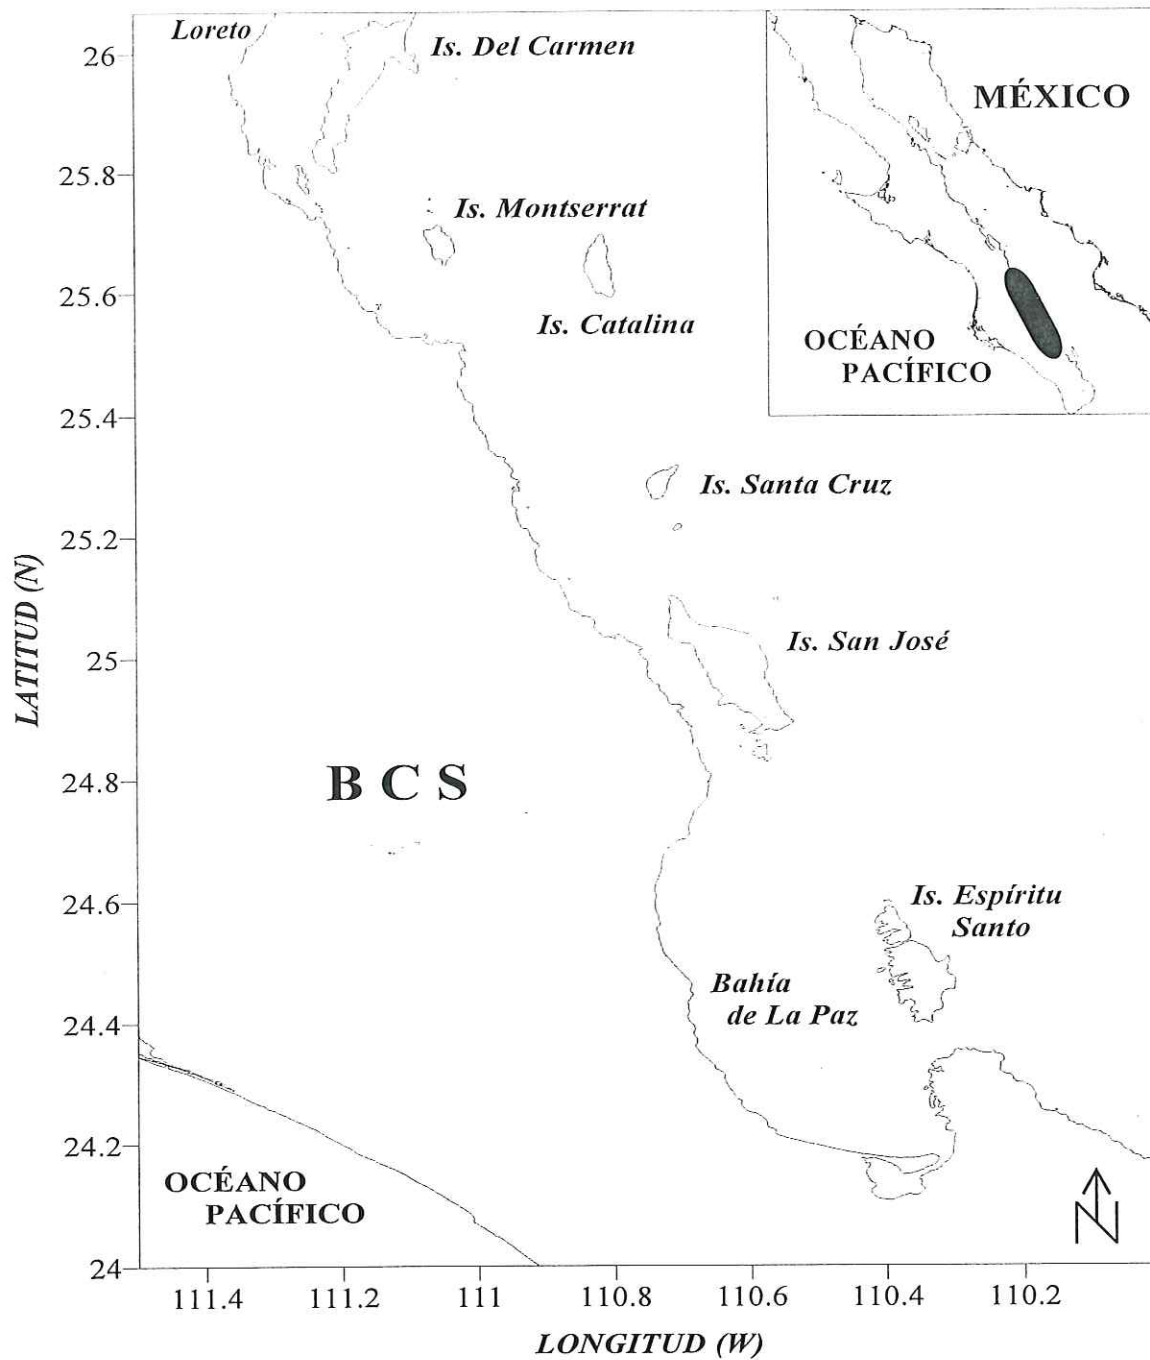 Loreto
Is. Del Carmen
MÉXICO
Is. Montserrat
Is. Catalina
OCÉANO
PACÍFICO
Is. Santa Cruz
Is. San José
B C S
Is. Espíritu
Santo
Bahía
de La Paz
OCÉANO
PACÍFICO
N
LATITUD (N)
26
25.8
25.6
25.4
25.2
25
24.8
24.6
24.4
24.2
24
111.4
111.2
111
110.8
110.6
110.4
110.2
LONGITUD (W)